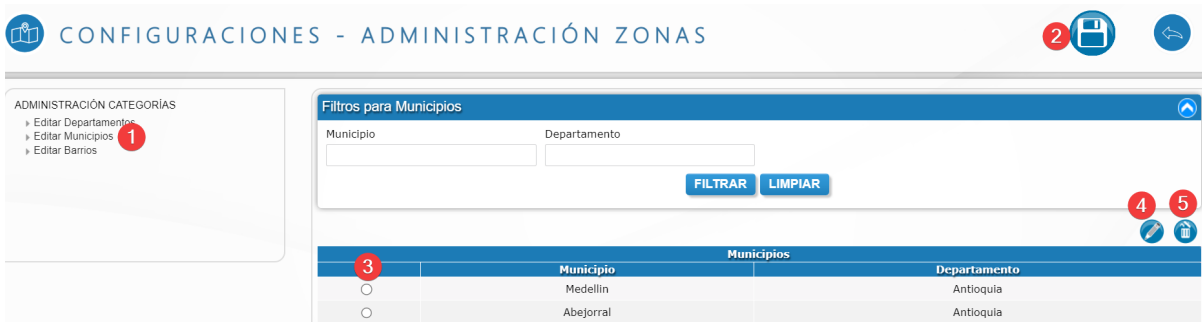 CONFIGURACIONES - ADMINISTRACIÓN ZONAS
2
ADMINISTRACIÓN CATEGORÍAS
Editar Departamentos
Editar Municipios
1
Editar Barrios
Filtros para Municipios
Municipio Departamento
FILTRAR LIMPIAR
4 5
Municipios
3 Municipio Departamento
Medellin Antioquia
Abejorral Antioquia